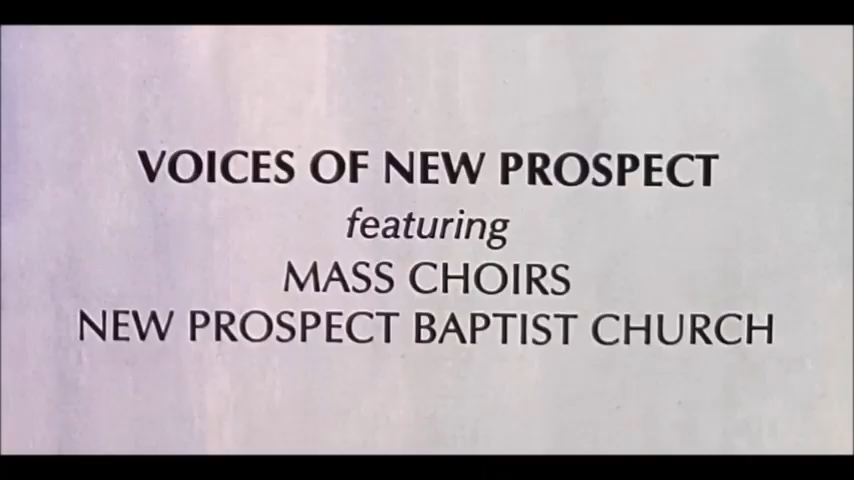 VOICES OF NEW PROSPECT
featuring
MASS CHOIRS
NEW PROSPECT BAPTIST CHURCH